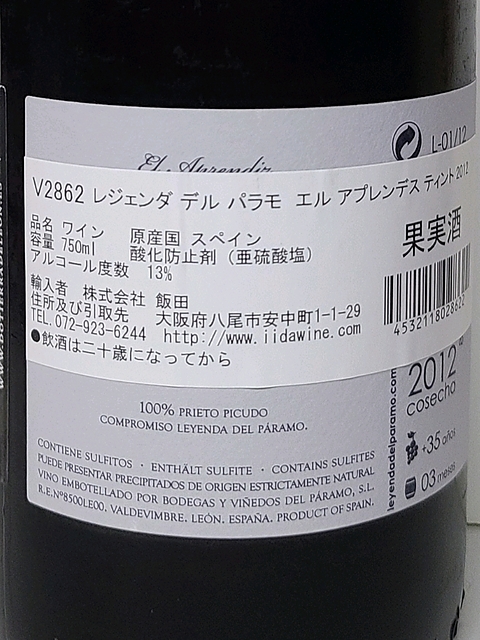 El Aprendiz
L-01/12
V2862 レジェンダ デル パラモ エル アプレンデス ティント 2012
品名 ワイン 原産国 スペイン
容量 750ml 酸化防止剤（亜硫酸塩）
アルコール度数 13%
果実酒
輸入者 株式会社 飯田
住所及び引取先 大阪府八尾市安中町1-1-29
TEL.072-923-6244 http://www.iidawine.com
●飲酒は二十歳になってから
4532118028622
2012
cosecha
100% PRIETO PICUDO
COMPROMISO LEYENDA DEL PÁRAMO.
+35 años
03 meses
leyendadelparamo.com
CONTIENE SULFITOS · ENTHÄLT SULFITE · CONTAINS SULFITES
PUEDE PRESENTAR PRECIPITADOS DE ORIGEN ESTRICTAMENTE NATURAL
VINO EMBOTELLADO POR BODEGAS Y VIÑEDOS DEL PÁRAMO, S.L.
R.E.Nº8500LE00. VALDEVIMBRE. LEÓN. ESPAÑA. PRODUCT OF SPAIN.